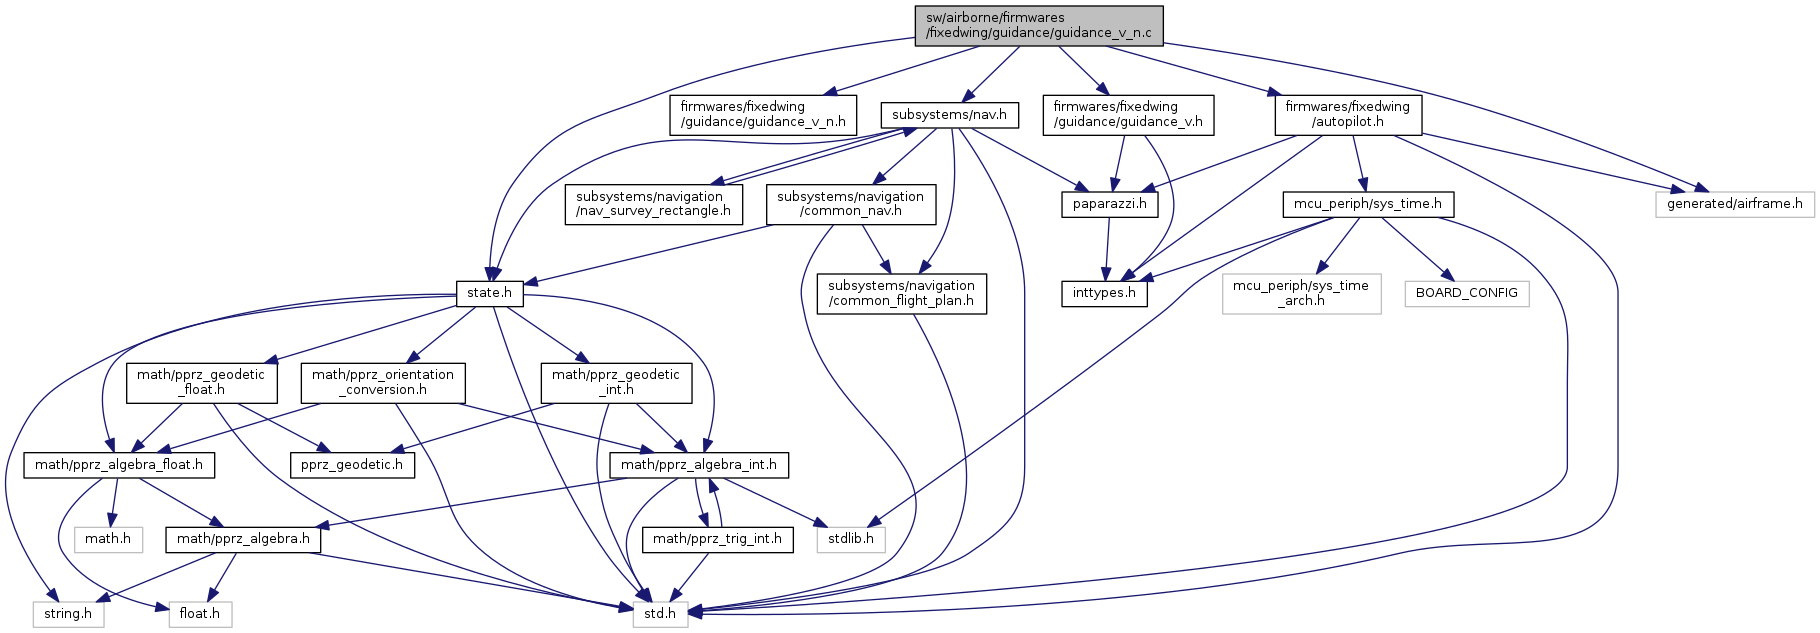 sw/airborne/firmwares
/fixedwing/guidance/guidance_v_n.c
firmwares/fixedwing
/guidance/guidance_v_n.h
subsystems/nav.h
firmwares/fixedwing
/guidance/guidance_v.h
firmwares/fixedwing
/autopilot.h
subsystems/navigation
/nav_survey_rectangle.h
subsystems/navigation
/common_nav.h
paparazzi.h
mcu_periph/sys_time.h
generated/airframe.h
state.h
subsystems/navigation
/common_flight_plan.h
inttypes.h
mcu_periph/sys_time
_arch.h
BOARD_CONFIG
math/pprz_geodetic
_float.h
math/pprz_orientation
_conversion.h
math/pprz_geodetic
_int.h
math/pprz_algebra_float.h
pprz_geodetic.h
math/pprz_algebra_int.h
math.h
math/pprz_algebra.h
math/pprz_trig_int.h
stdlib.h
string.h
float.h
std.h